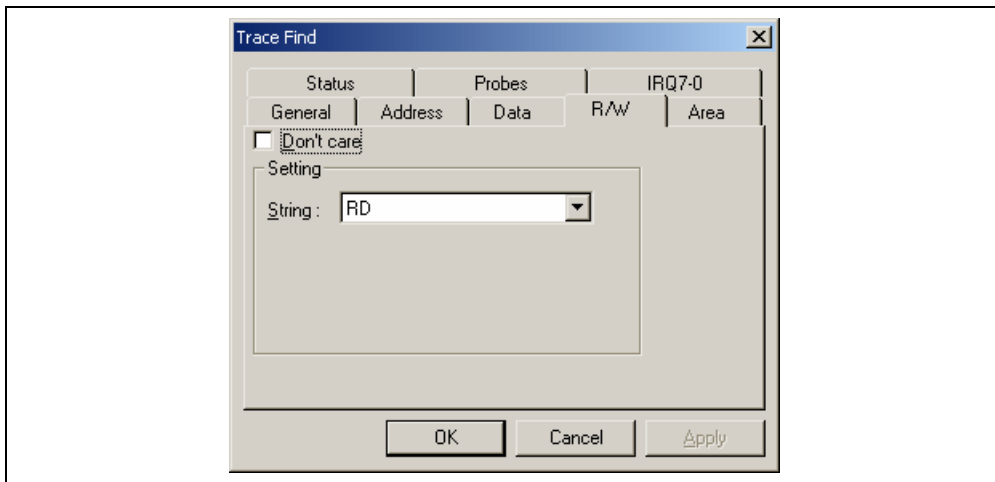 Trace Find
Status Probes IRQ7-0
General Address Data R/W Area
Don't care
Setting
String : RD
OK Cancel Apply